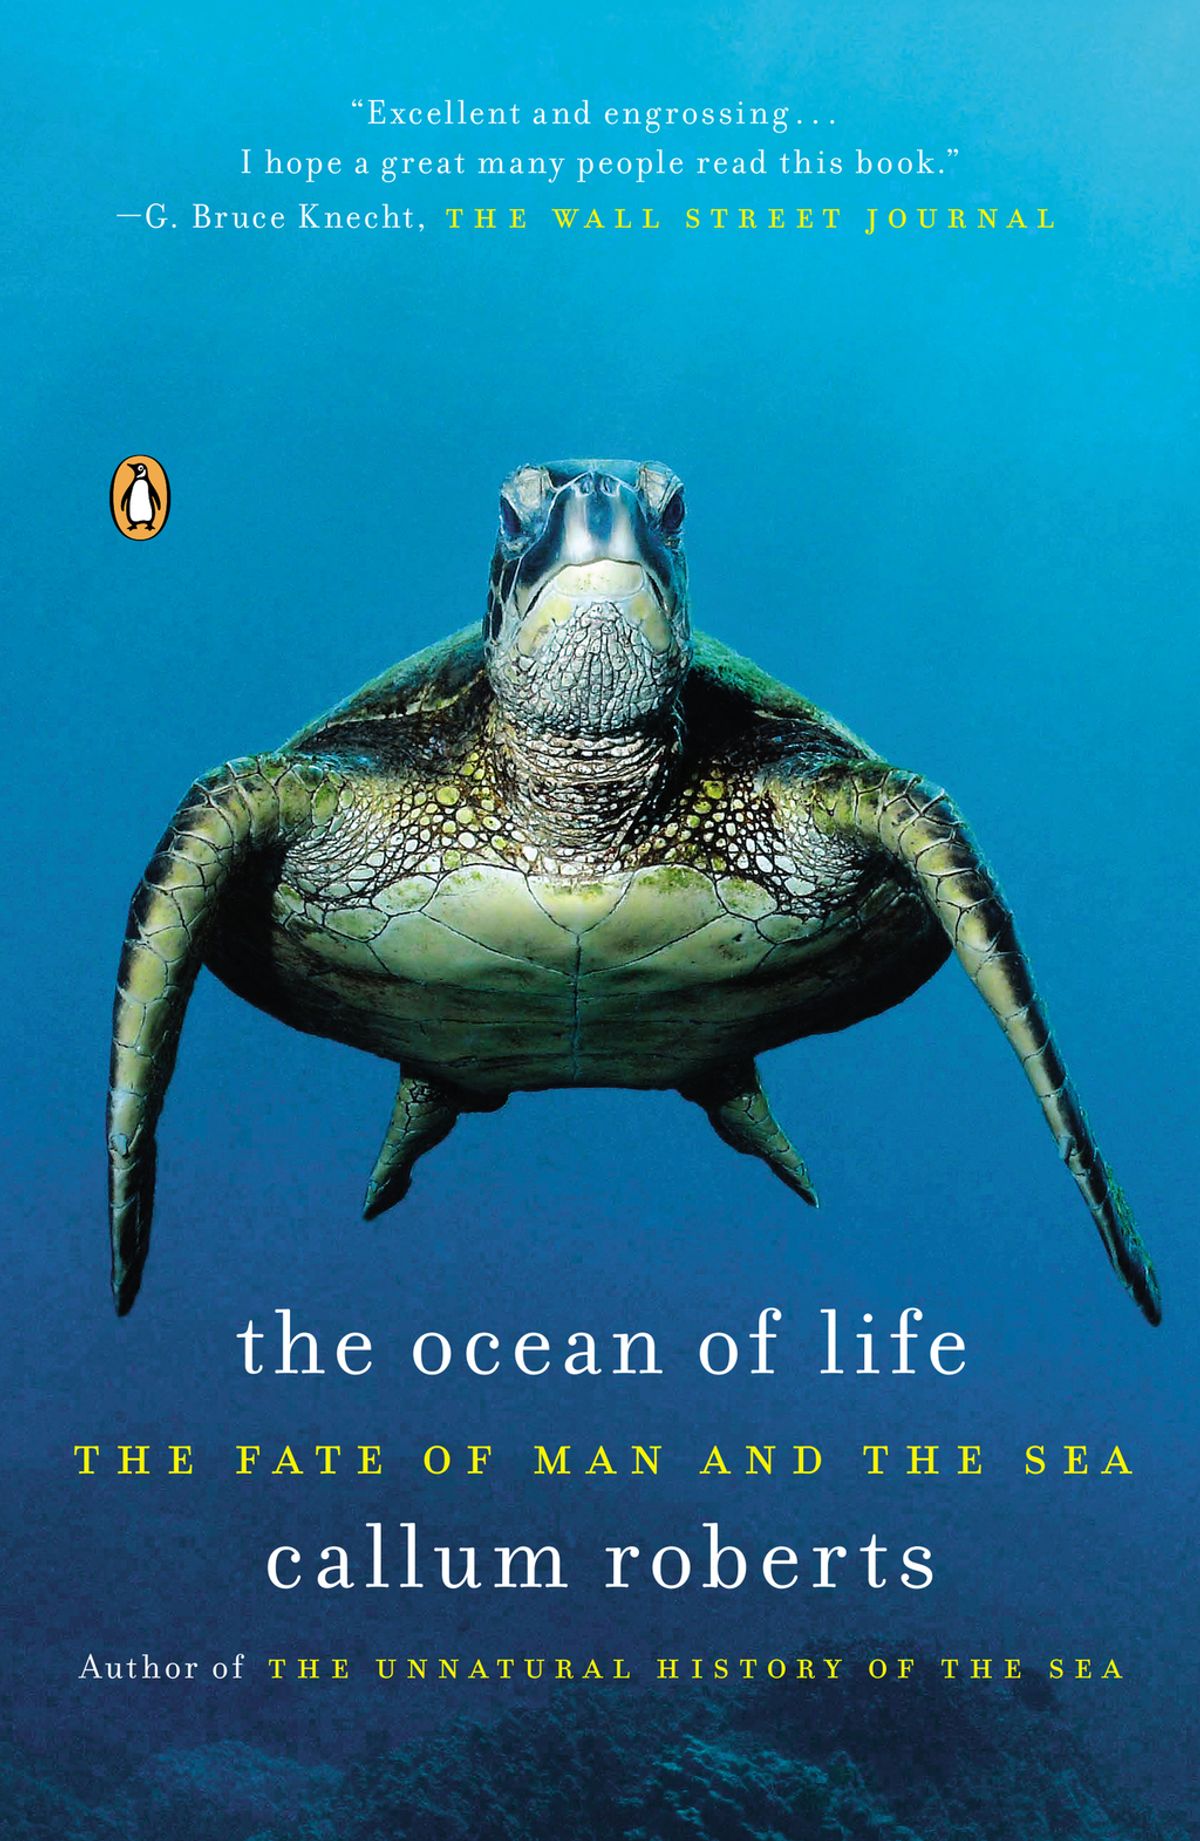 “Excellent and engrossing...
I hope a great many people read this book.”
—G. Bruce Knecht, THE WALL STREET JOURNAL
the ocean of life
THE FATE OF MAN AND THE SEA
callum roberts
Author of THE UNNATURAL HISTORY OF THE SEA